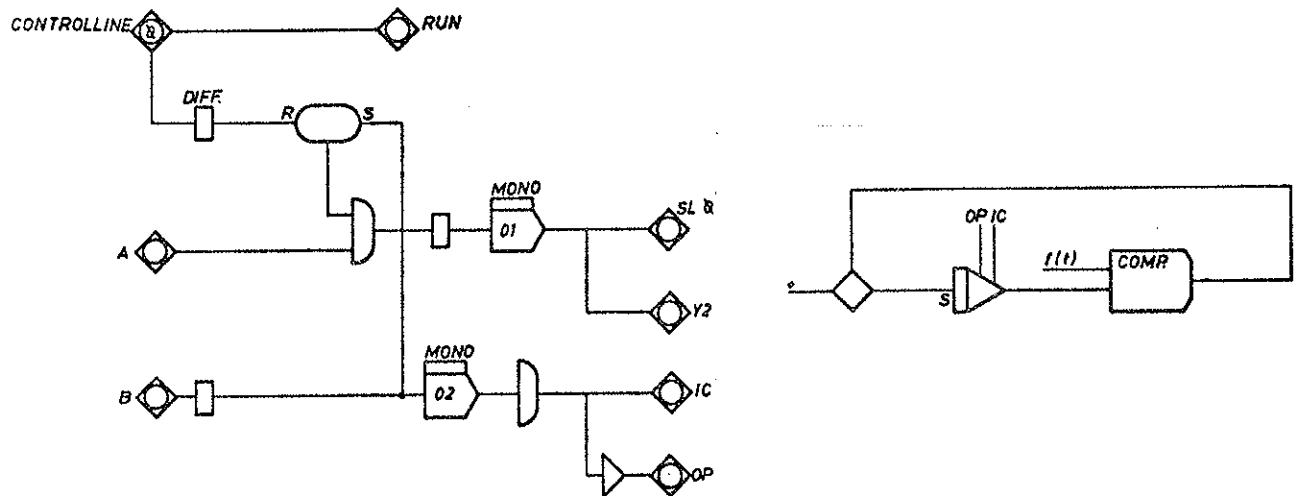 CONTROLLINE
RUN
DIFF.
R
S
MONO
01
SL
A
Y2
MONO
02
B
IC
OP
OP IC
f(t)
COMP.
S